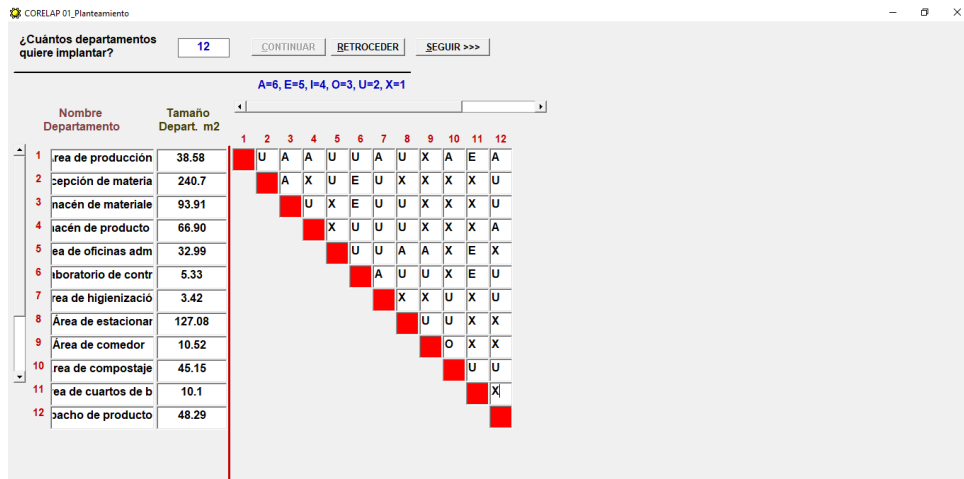 CORELAP 01_Planteamiento
¿Cuántos departamentos
quiere implantar?
12
CONTINUAR
RETROCEDER
SEGUIR >>>
A=6, E=5, I=4, O=3, U=2, X=1
Nombre
Departamento
Tamaño
Depart. m2
1 2 3 4 5 6 7 8 9 10 11 12
1 rea de producción 38.58 U A A U U A U X A E A
2 cepción de materia 240.7 A X U E U X X X X U
3 nacén de materiale 93.91 U X E U U X X X U
4 nacén de producto 66.90 X U U U X X X A
5 ea de oficinas adm 32.99 U U A A X E X
6 aboratorio de contr 5.33 A U U X E U
7 rea de higienizació 3.42 X X U X U
8 Área de estacionar 127.08 U U X X
9 Área de comedor 10.52 O X X
10 rea de compostaje 45.15 U U
11 ea de cuartos de b 10.1 X
12 pacho de producto 48.29